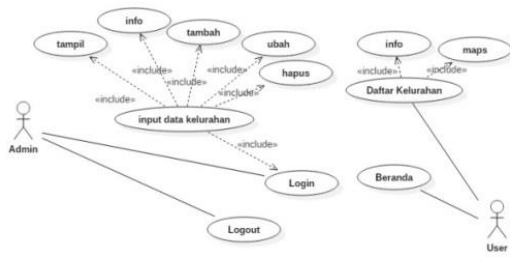 info
tampil
tambah
ubah
hapus
«include»
«include»
«include»
«include»
«include»
input data kelurahan
«include»
Admin
Login
Logout
info
maps
«include»
«include»
Daftar Kelurahan
Beranda
User